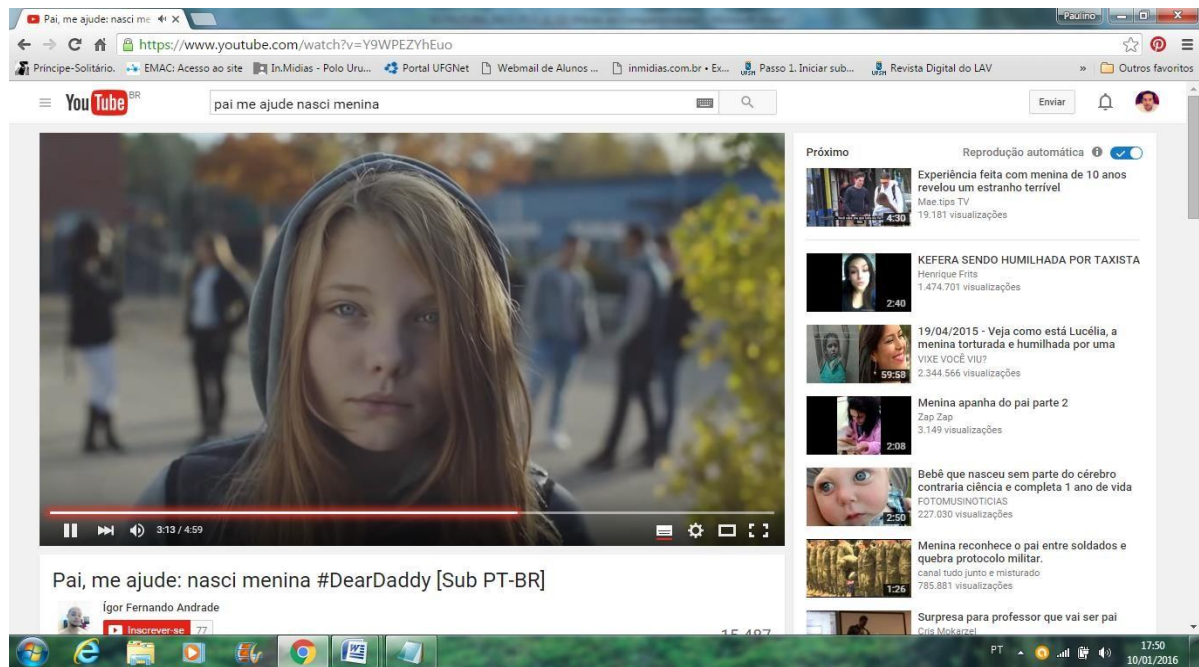 Pai, me ajude: nasci me
Paulino
https://www.youtube.com/watch?v=Y9WPEZYhEuo
Príncipe-Solitário.
EMAC: Acesso ao site
In.Midias - Polo Uru...
Portal UFGNet
Webmail de Alunos ...
inmidias.com.br • Ex...
Passo 1. Iniciar sub...
Revista Digital do LAV
»
Outros favoritos
YouTube BR
pai me ajude nasci menina
Enviar
Próximo
Reprodução automática
Experiência feita com menina de 10 anos
revelou um estranho terrível
Mae.tips TV
19.181 visualizações
4:30
KEFERA SENDO HUMILHADA POR TAXISTA
Henrique Frits
1.474.701 visualizações
2:40
19/04/2015 - Veja como está Lucélia, a
menina torturada e humilhada por uma
VIXE VOCÊ VIU?
2.344.566 visualizações
59:58
Menina apanha do pai parte 2
Zap Zap
3.149 visualizações
2:08
Bebê que nasceu sem parte do cérebro
contraria ciência e completa 1 ano de vida
FOTOMUSINOTICIAS
227.030 visualizações
2:50
Menina reconhece o pai entre soldados e
quebra protocolo militar.
canal tudo junto e misturado
785.881 visualizações
1:26
Surpresa para professor que vai ser pai
Cris Mokarzel
3:13 / 4:59
Pai, me ajude: nasci menina #DearDaddy [Sub PT-BR]
Ígor Fernando Andrade
Inscrever-se 77
15.487
PT
17:50
10/01/2016